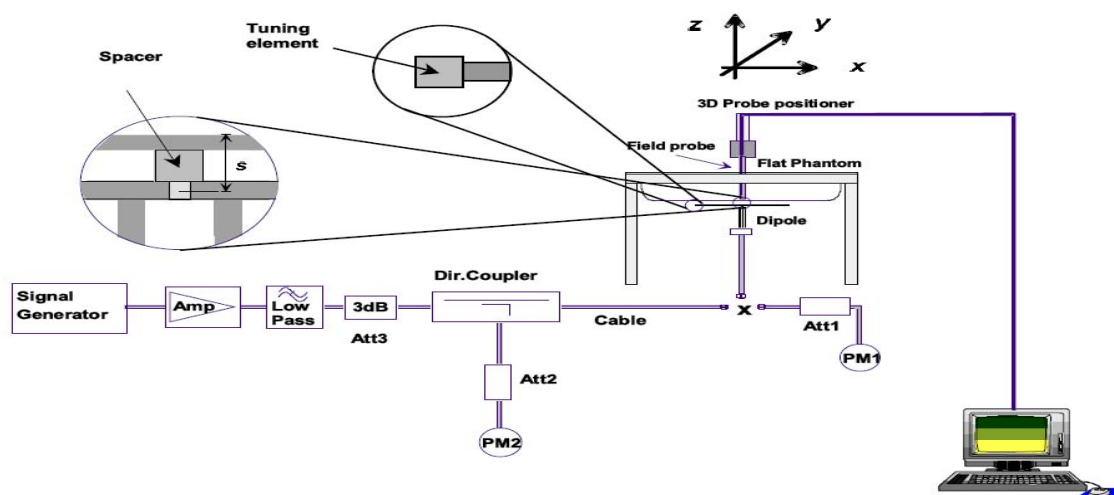 z
y
x
Tuning
element
Spacer
s
3D Probe positioner
Field probe
Flat Phantom
Dipole
Dir.Coupler
Signal
Generator
Amp
Low
Pass
3dB
Att3
Cable
x
Att1
PM1
Att2
PM2